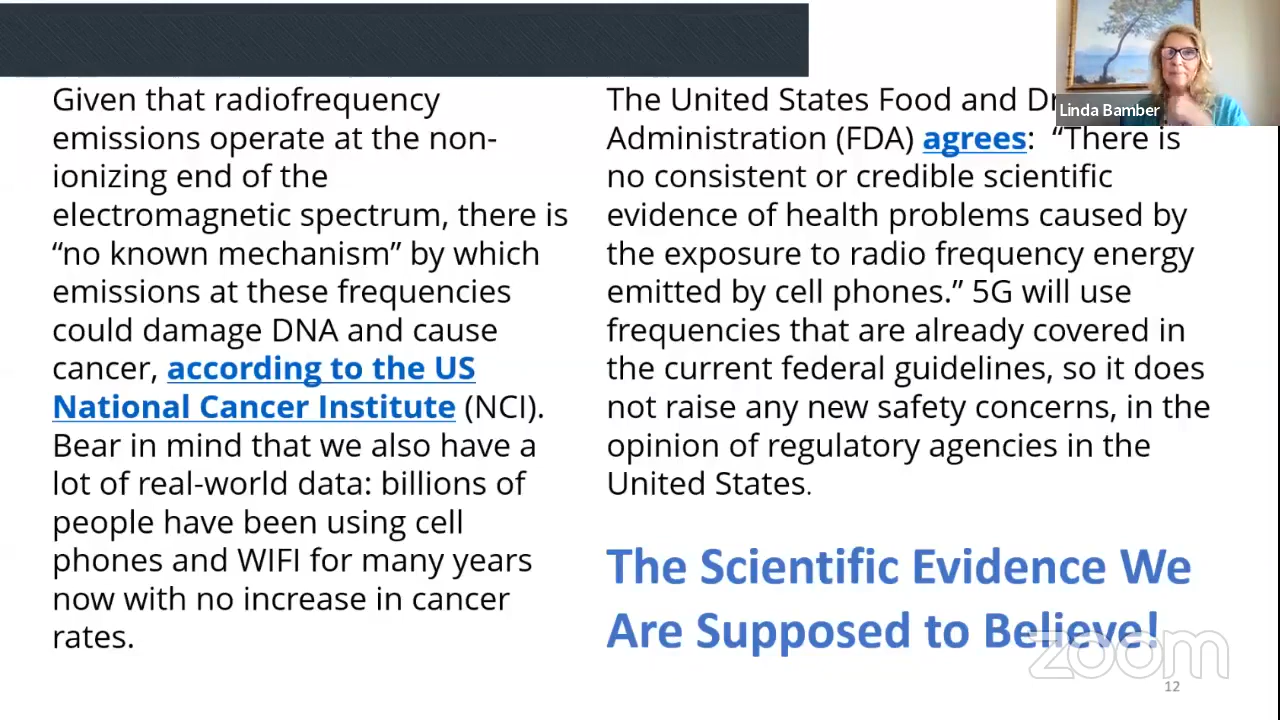 Given that radiofrequency
emissions operate at the non-
ionizing end of the
electromagnetic spectrum, there is
“no known mechanism” by which
emissions at these frequencies
could damage DNA and cause
cancer, according to the US
National Cancer Institute (NCI).
Bear in mind that we also have a
lot of real-world data: billions of
people have been using cell
phones and WIFI for many years
now with no increase in cancer
rates.
The United States Food and
Administration (FDA) agrees: “There is
no consistent or credible scientific
evidence of health problems caused by
the exposure to radio frequency energy
emitted by cell phones.” 5G will use
frequencies that are already covered in
the current federal guidelines, so it does
not raise any new safety concerns, in the
opinion of regulatory agencies in the
United States.
The Scientific Evidence We
Are Supposed to Believe!
Linda Bamber
zoom
12